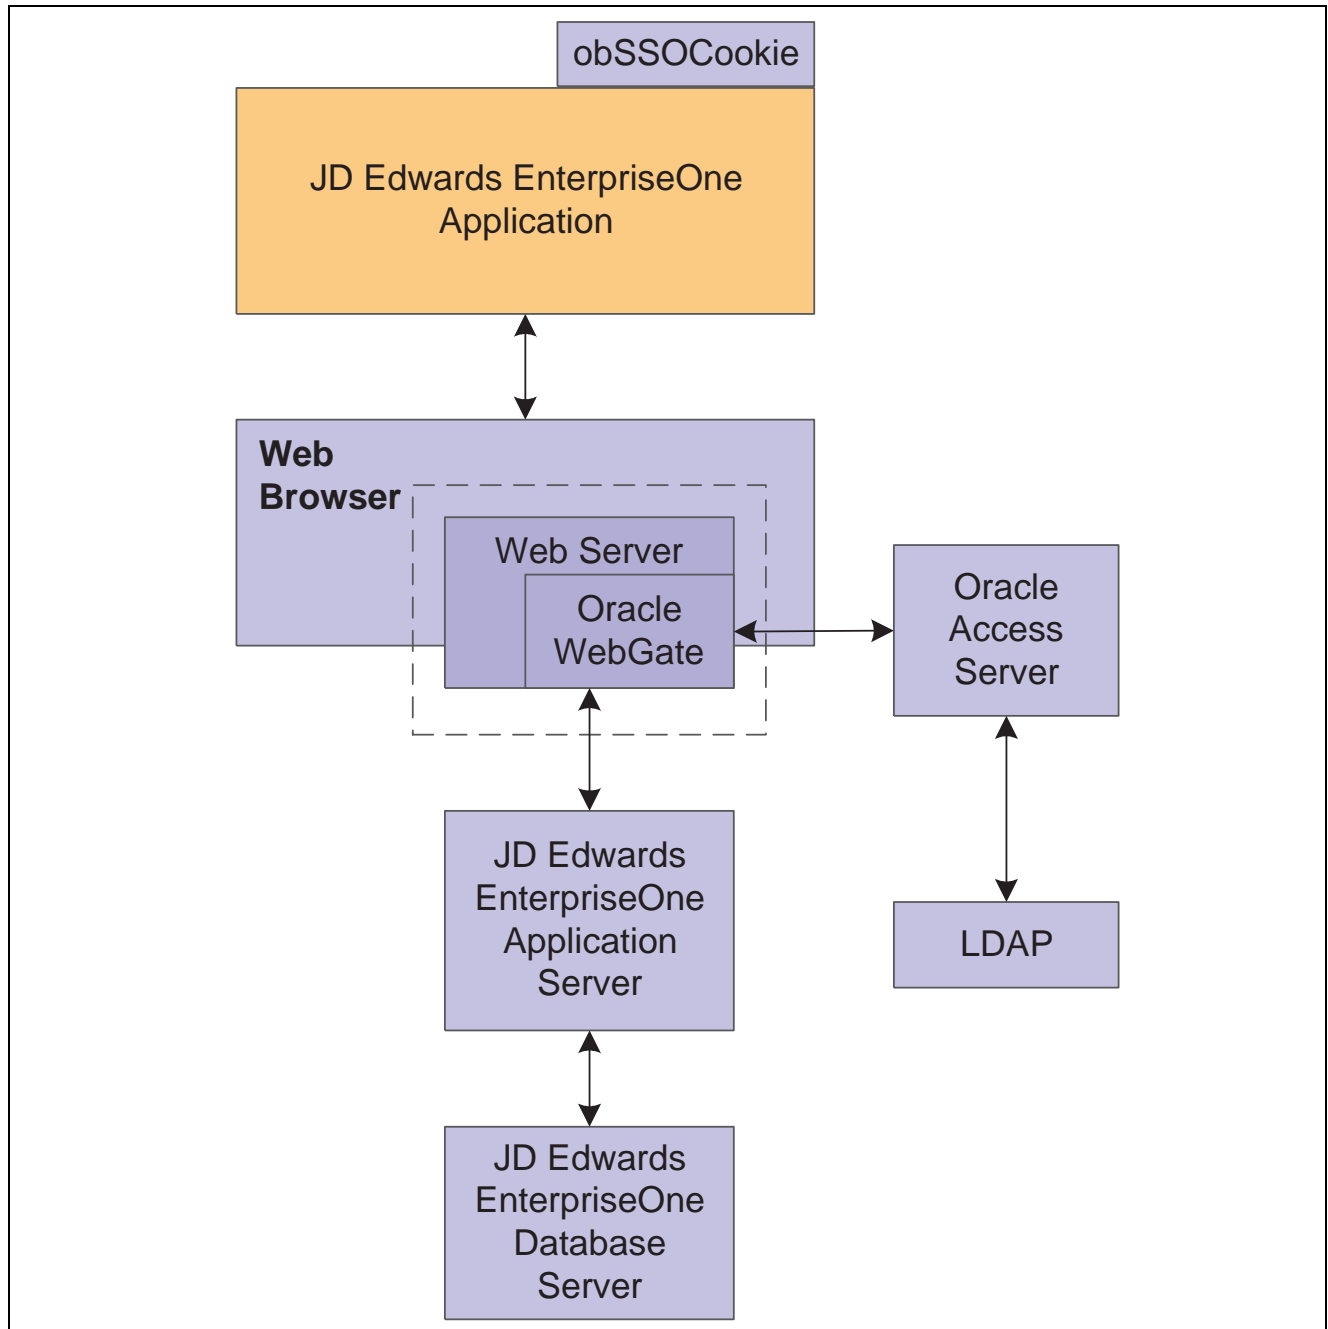 obSSOCookie
JD Edwards EnterpriseOne
Application
Web
Browser
Web Server
Oracle
WebGate
Oracle
Access
Server
JD Edwards
EnterpriseOne
Application
Server
LDAP
JD Edwards
EnterpriseOne
Database
Server